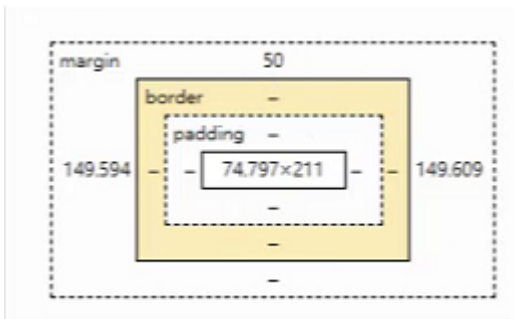 margin 50
border –
padding –
149.594 – – 74.797×211 – – 149.609
–
–
–